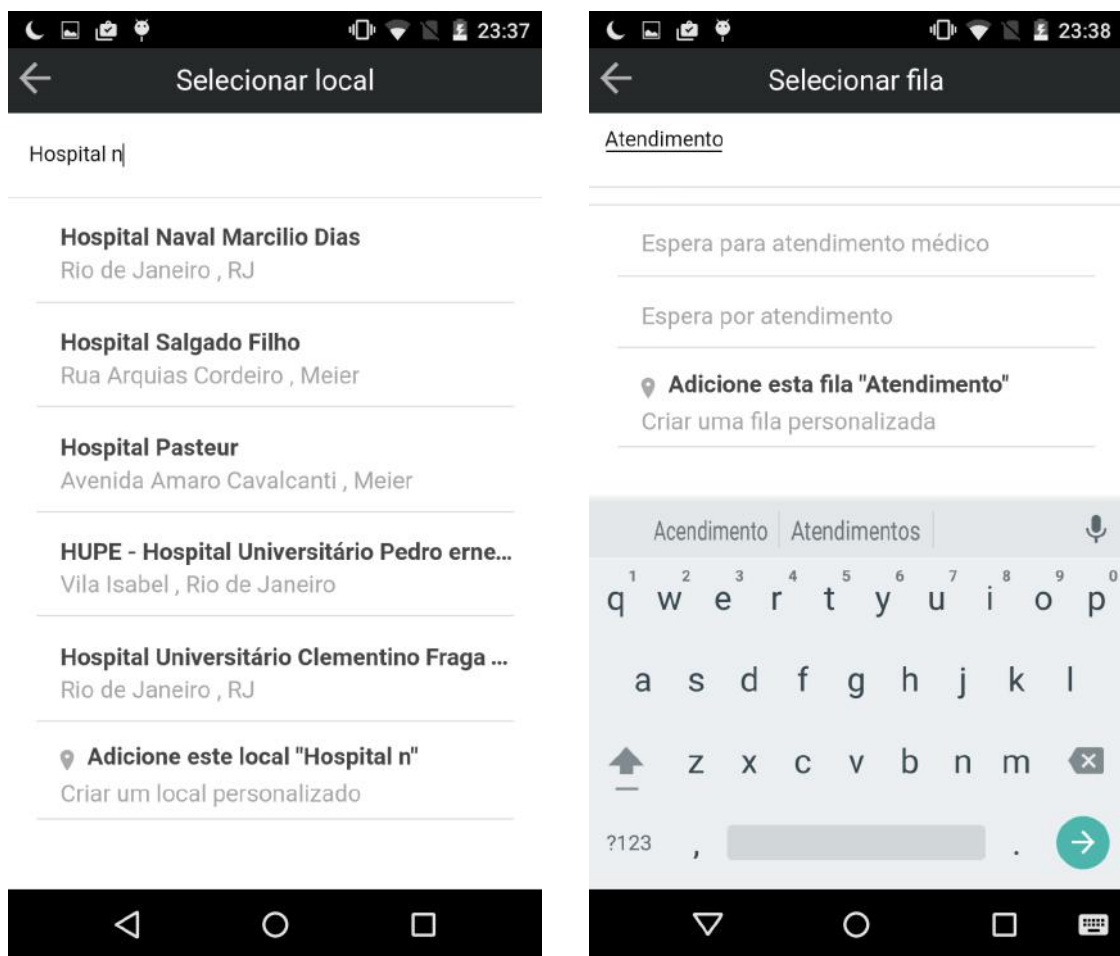 23:37
Selecionar local
Hospital n
Hospital Naval Marcilio Dias
Rio de Janeiro , RJ
Hospital Salgado Filho
Rua Arquias Cordeiro , Meier
Hospital Pasteur
Avenida Amaro Cavalcanti , Meier
HUPE - Hospital Universitário Pedro erne...
Vila Isabel , Rio de Janeiro
Hospital Universitário Clementino Fraga ...
Rio de Janeiro , RJ
Adicione este local "Hospital n"
Criar um local personalizado
23:38
Selecionar fila
Atendimento
Espera para atendimento médico
Espera por atendimento
Adicione esta fila "Atendimento"
Criar uma fila personalizada
Acendimento Atendimentos
1 2 3 4 5 6 7 8 9 0
q w e r t y u i o p
a s d f g h j k l
z x c v b n m
?123 , .